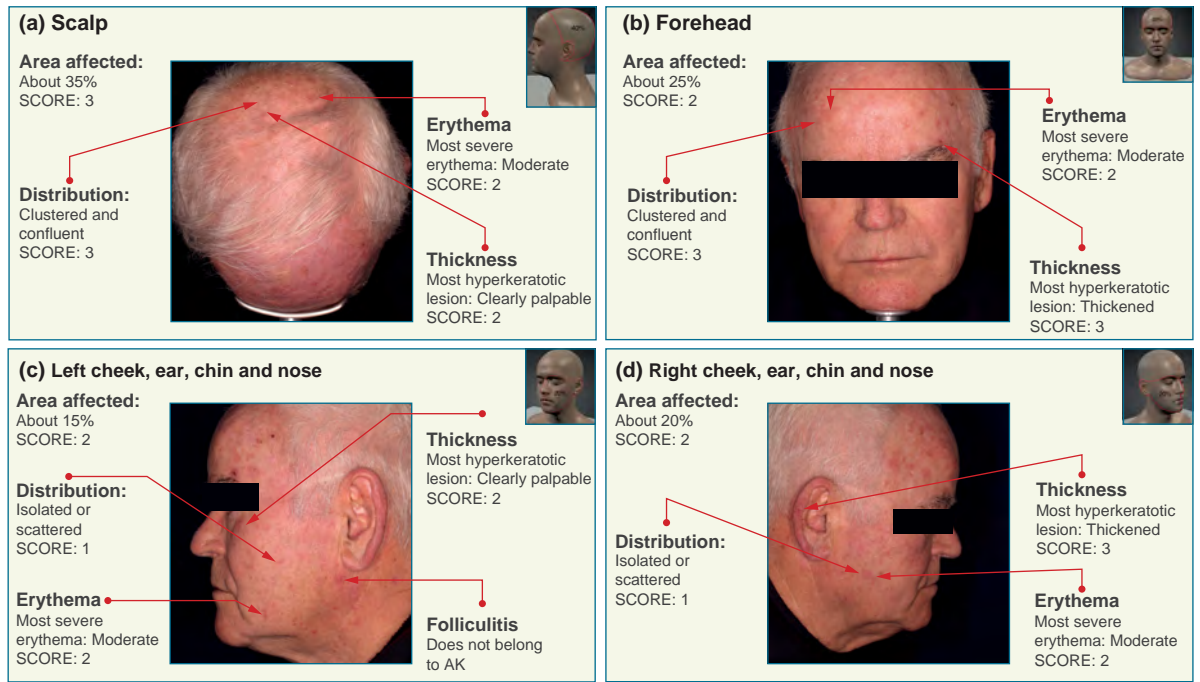 (a) Scalp
Area affected:
About 35%
SCORE: 3
Erythema
Most severe
erythema: Moderate
SCORE: 2
Distribution:
Clustered and
confluent
SCORE: 3
Thickness
Most hyperkeratotic
lesion: Clearly palpable
SCORE: 2
(b) Forehead
Area affected:
About 25%
SCORE: 2
Erythema
Most severe
erythema: Moderate
SCORE: 2
Distribution:
Clustered and
confluent
SCORE: 3
Thickness
Most hyperkeratotic
lesion: Thickened
SCORE: 3
(c) Left cheek, ear, chin and nose
Area affected:
About 15%
SCORE: 2
Thickness
Most hyperkeratotic
lesion: Clearly palpable
SCORE: 2
Distribution:
Isolated or
scattered
SCORE: 1
Erythema
Most severe
erythema: Moderate
SCORE: 2
Folliculitis
Does not belong
to AK
(d) Right cheek, ear, chin and nose
Area affected:
About 20%
SCORE: 2
Thickness
Most hyperkeratotic
lesion: Thickened
SCORE: 3
Distribution:
Isolated or
scattered
SCORE: 1
Erythema
Most severe
erythema: Moderate
SCORE: 2